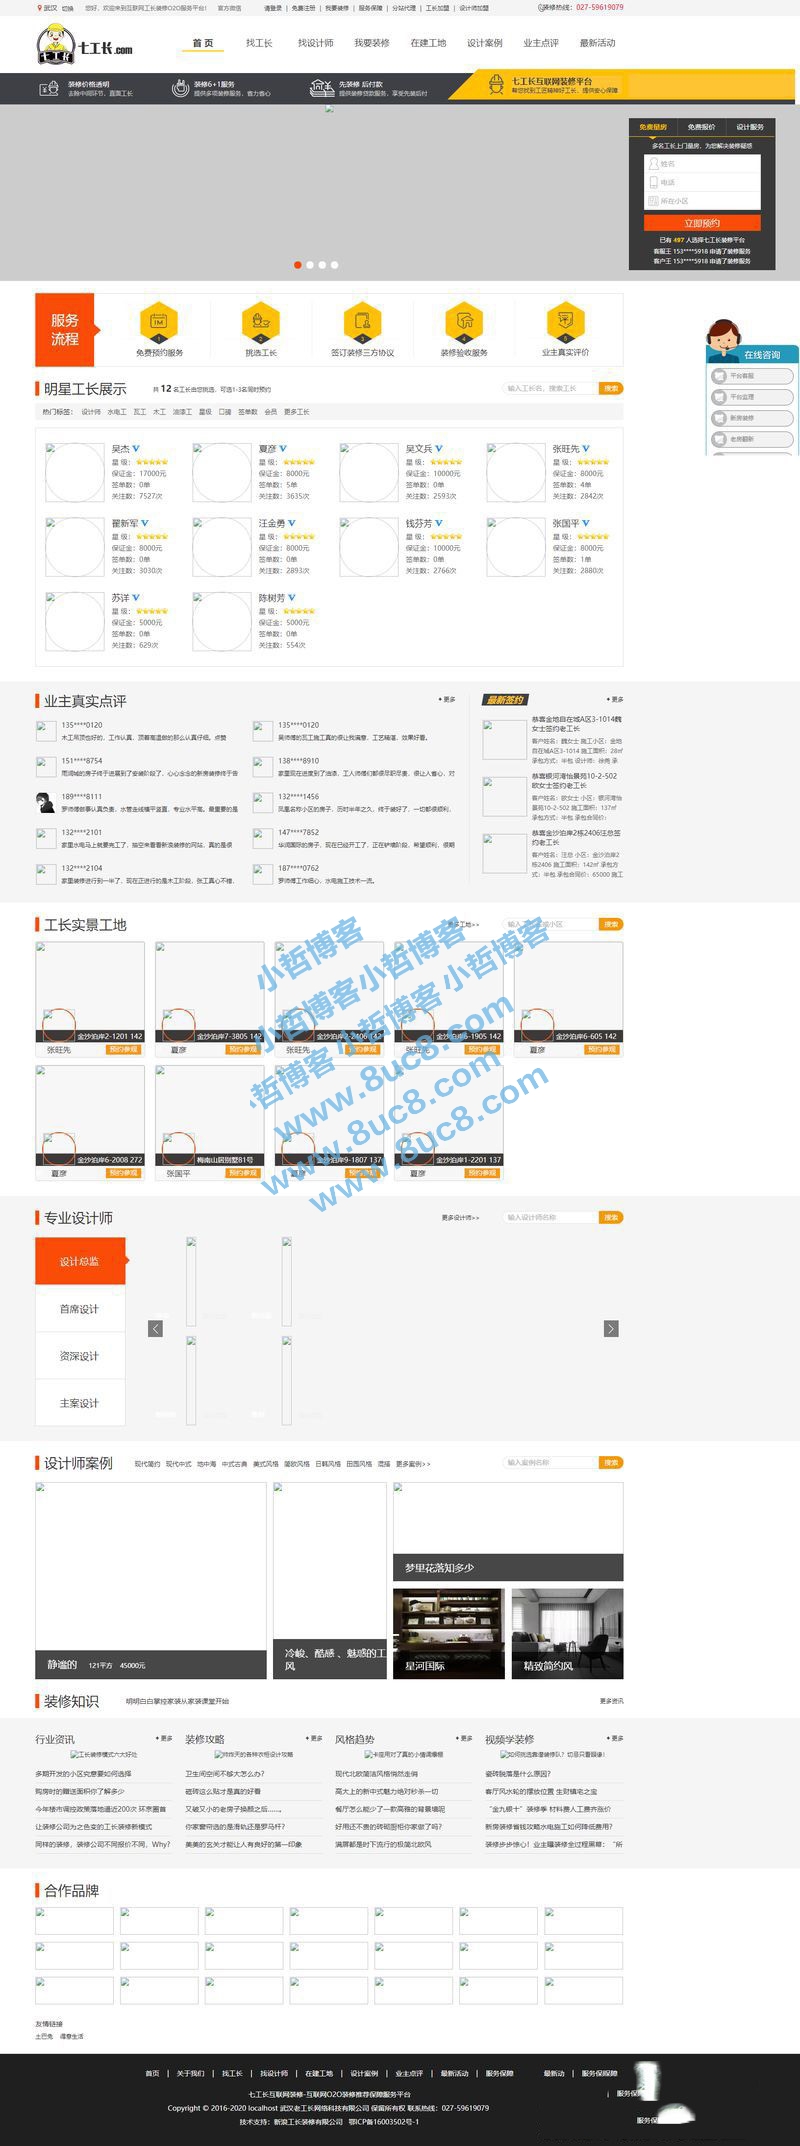 武汉 切换 您好，欢迎来到互联网工长装修O2O服务平台! 官方微信 请登录 | 免费注册 | 我要装修 | 服务保障 | 分站代理 | 工长加盟 | 设计师加盟 装修热线：027-59619079
七工长.com
首 页 找工长 找设计师 我要装修 在建工地 设计案例 业主点评 最新活动
装修价格透明 装修6+1服务 先装修 后付款 七工长互联网装修平台
去除中间环节，直面工长 提供多项装修服务，省力省心 提供装修贷款服务，享受先装后付 帮您找到工匠精神好工长，提供安心保障
免费量房 免费报价 设计服务
多名工长上门量房，为您解决装修疑惑
姓名
电话
所在小区
立即预约
已有 497 人选择七工长装修平台
客服王 153****5918 申请了装修服务
客户王 153****5918 申请了装修服务
服务流程
免费预约服务 挑选工长 签订装修三方协议 装修验收服务 业主真实评价
在线咨询
平台客服
平台监理
新房装修
老房翻新
明星工长展示 共 12 名工长由您挑选，可选1-3名同时预约 输入工长名，搜索工长 搜索
热门标签： 设计师 水电工 瓦工 木工 油漆工 星级 口碑 签单数 会员 更多工长
吴杰 夏彦 吴文兵 张旺先
星 级： 星 级： 星 级： 星 级：
保证金：17000元 保证金：8000元 保证金：10000元 保证金：8000元
签单数：0单 签单数：5单 签单数：0单 签单数：4单
关注数：7527次 关注数：3635次 关注数：2593次 关注数：2842次
翟新军 汪金勇 钱芬芳 张国平
星 级： 星 级： 星 级： 星 级：
保证金：8000元 保证金：8000元 保证金：10000元 保证金：8000元
签单数：0单 签单数：0单 签单数：0单 签单数：1单
关注数：3030次 关注数：2893次 关注数：2766次 关注数：2880次
苏洋 陈树芳
星 级： 星 级：
保证金：5000元 保证金：5000元
签单数：0单 签单数：0单
关注数：629次 关注数：554次
业主真实点评 + 更多 最新签约 + 更多
135****0120 135****0120
木工吊顶也好的，工作认真，顶着高温做的那么认真仔细，点赞 吴师傅的瓦工施工真的很让我满意，工艺精湛，效果好看。
151****8754 138****8910
雨润城的房子终于进展到了安装阶段了，心心念念的新房装修终于告 家里现在进度到了油漆，工人师傅们都很尽职尽责，很让人省心，对
189****8111 132****1456
罗师傅做事认真负责，水管走线横平竖直，专业水平高。最重要的是 凤凰名称小区的房子，历时半年之久，终于装好了，一切都很顺利，
132****2101 147****7852
家里水电马上就要完工了，抽空来看看新浪装修的网站，真的是很 华润国际的房子，现在已经开工了，正在铲墙阶段，希望顺利，很期
132****2104 187****0762
家里装修进行到一半了，现在正进行的是木工阶段，张工真心不错， 罗师傅工作细心，水电施工技术一流。
恭喜金地自在城A区3-1014魏女士签约老工长
客户姓名：魏女士 施工小区：金地自在城A区3-1014 施工面积：28㎡ 承包方式：半包 设计师：徐尧 承
恭喜银河湾怡景苑10-2-502欧女士签约老工长
客户姓名：欧女士 小区：银河湾怡景苑10-2-502 施工面积：137㎡ 承包方式：半包 承包合同价：
恭喜金沙泊岸2栋2406汪总签约老工长
客户姓名：汪总 小区：金沙泊岸2栋2406 施工面积：142㎡ 承包方式：半包 承包合同价：65000 施工
工长实景工地 更多工地>> 搜索
金沙泊岸2-1201 142 金沙泊岸7-3805 142 金沙泊岸2-2406 142 金沙泊岸6-1905 142 金沙泊岸6-605 142
张旺先 预约参观 夏彦 预约参观 张旺先 预约参观 张旺先 预约参观 夏彦 预约参观
金沙泊岸6-2008 272 梅南山居别墅81号 金沙泊岸9-1807 137 金沙泊岸1-2201 137
夏彦 预约参观 张国平 预约参观 夏彦 预约参观 夏彦 预约参观
小哲博客
小哲博客小哲博客
小哲博客小哲博客
哲博客 www.8uc8.com
www.8uc8.com
www.8uc8.com
专业设计师 更多设计师>> 输入设计师名称 搜索
设计总监
首席设计
资深设计
主案设计
设计师案例 现代简约 现代中式 地中海 中式古典 美式风格 简欧风格 日韩风格 田园风格 混搭 更多案例>> 输入案例名称 搜索
梦里花落知多少
静谧的 121平方 45000元
冷峻、酷感 、魅惑的工风
星河国际
精致简约风
装修知识 明明白白掌控家装从家装课堂开始 更多资讯
行业资讯 + 更多 装修攻略 + 更多 风格趋势 + 更多 视频学装修 + 更多
工长装修模式六大好处 帅炸天的各种衣柜设计攻略 卡座用对了真的小情调爆棚 如何挑选靠谱装修队？切忌只看颜值！
多期开发的小区究意要如何选择 卫生间空间不够大怎么办? 现代北欧简洁风格悄然走俏 瓷砖脱落是什么原因?
购房时的赠送面积你了解多少 砸砖这么贴才是真的好看 高大上的新中式魅力绝对秒杀一切 客厅风水轮的摆放位置 生财镇宅之宝
今年楼市调控政策落地逼近200次 环京圈首 又破又小的老房子换颜之后……。 餐厅怎么能少了一款高雅的背景墙呢 “金九银十”装修季 材料费人工费齐涨价
让装修公司为之色变的工长装修新模式 你家窗帘选的是滑轨还是罗马杆? 好用还不贵的砖砌橱柜你家做了吗? 新房装修省钱攻略水电施工如何降低费用?
同样的装修，装修公司不同报价不同，Why? 美美的玄关才能让人有良好的第一印象 满屏都是时下流行的极简北欧风 装修步步惊心！业主曝装修全过程黑幕：“所
合作品牌
友情链接
土巴兔 得意生活
首页 | 关于我们 | 找工长 | 找设计师 | 在建工地 | 设计案例 | 业主点评 | 最新活动 | 服务保障 最新动 | 服务保障
七工长互联网装修-互联网O2O装修推荐保障服务平台 | 服务保
Copyright © 2016-2020 localhost 武汉老工长网络科技有限公司 保留所有权 联系热线：027-59619079
技术支持：新浪工长装修有限公司 鄂ICP备16003502号-1 服务保